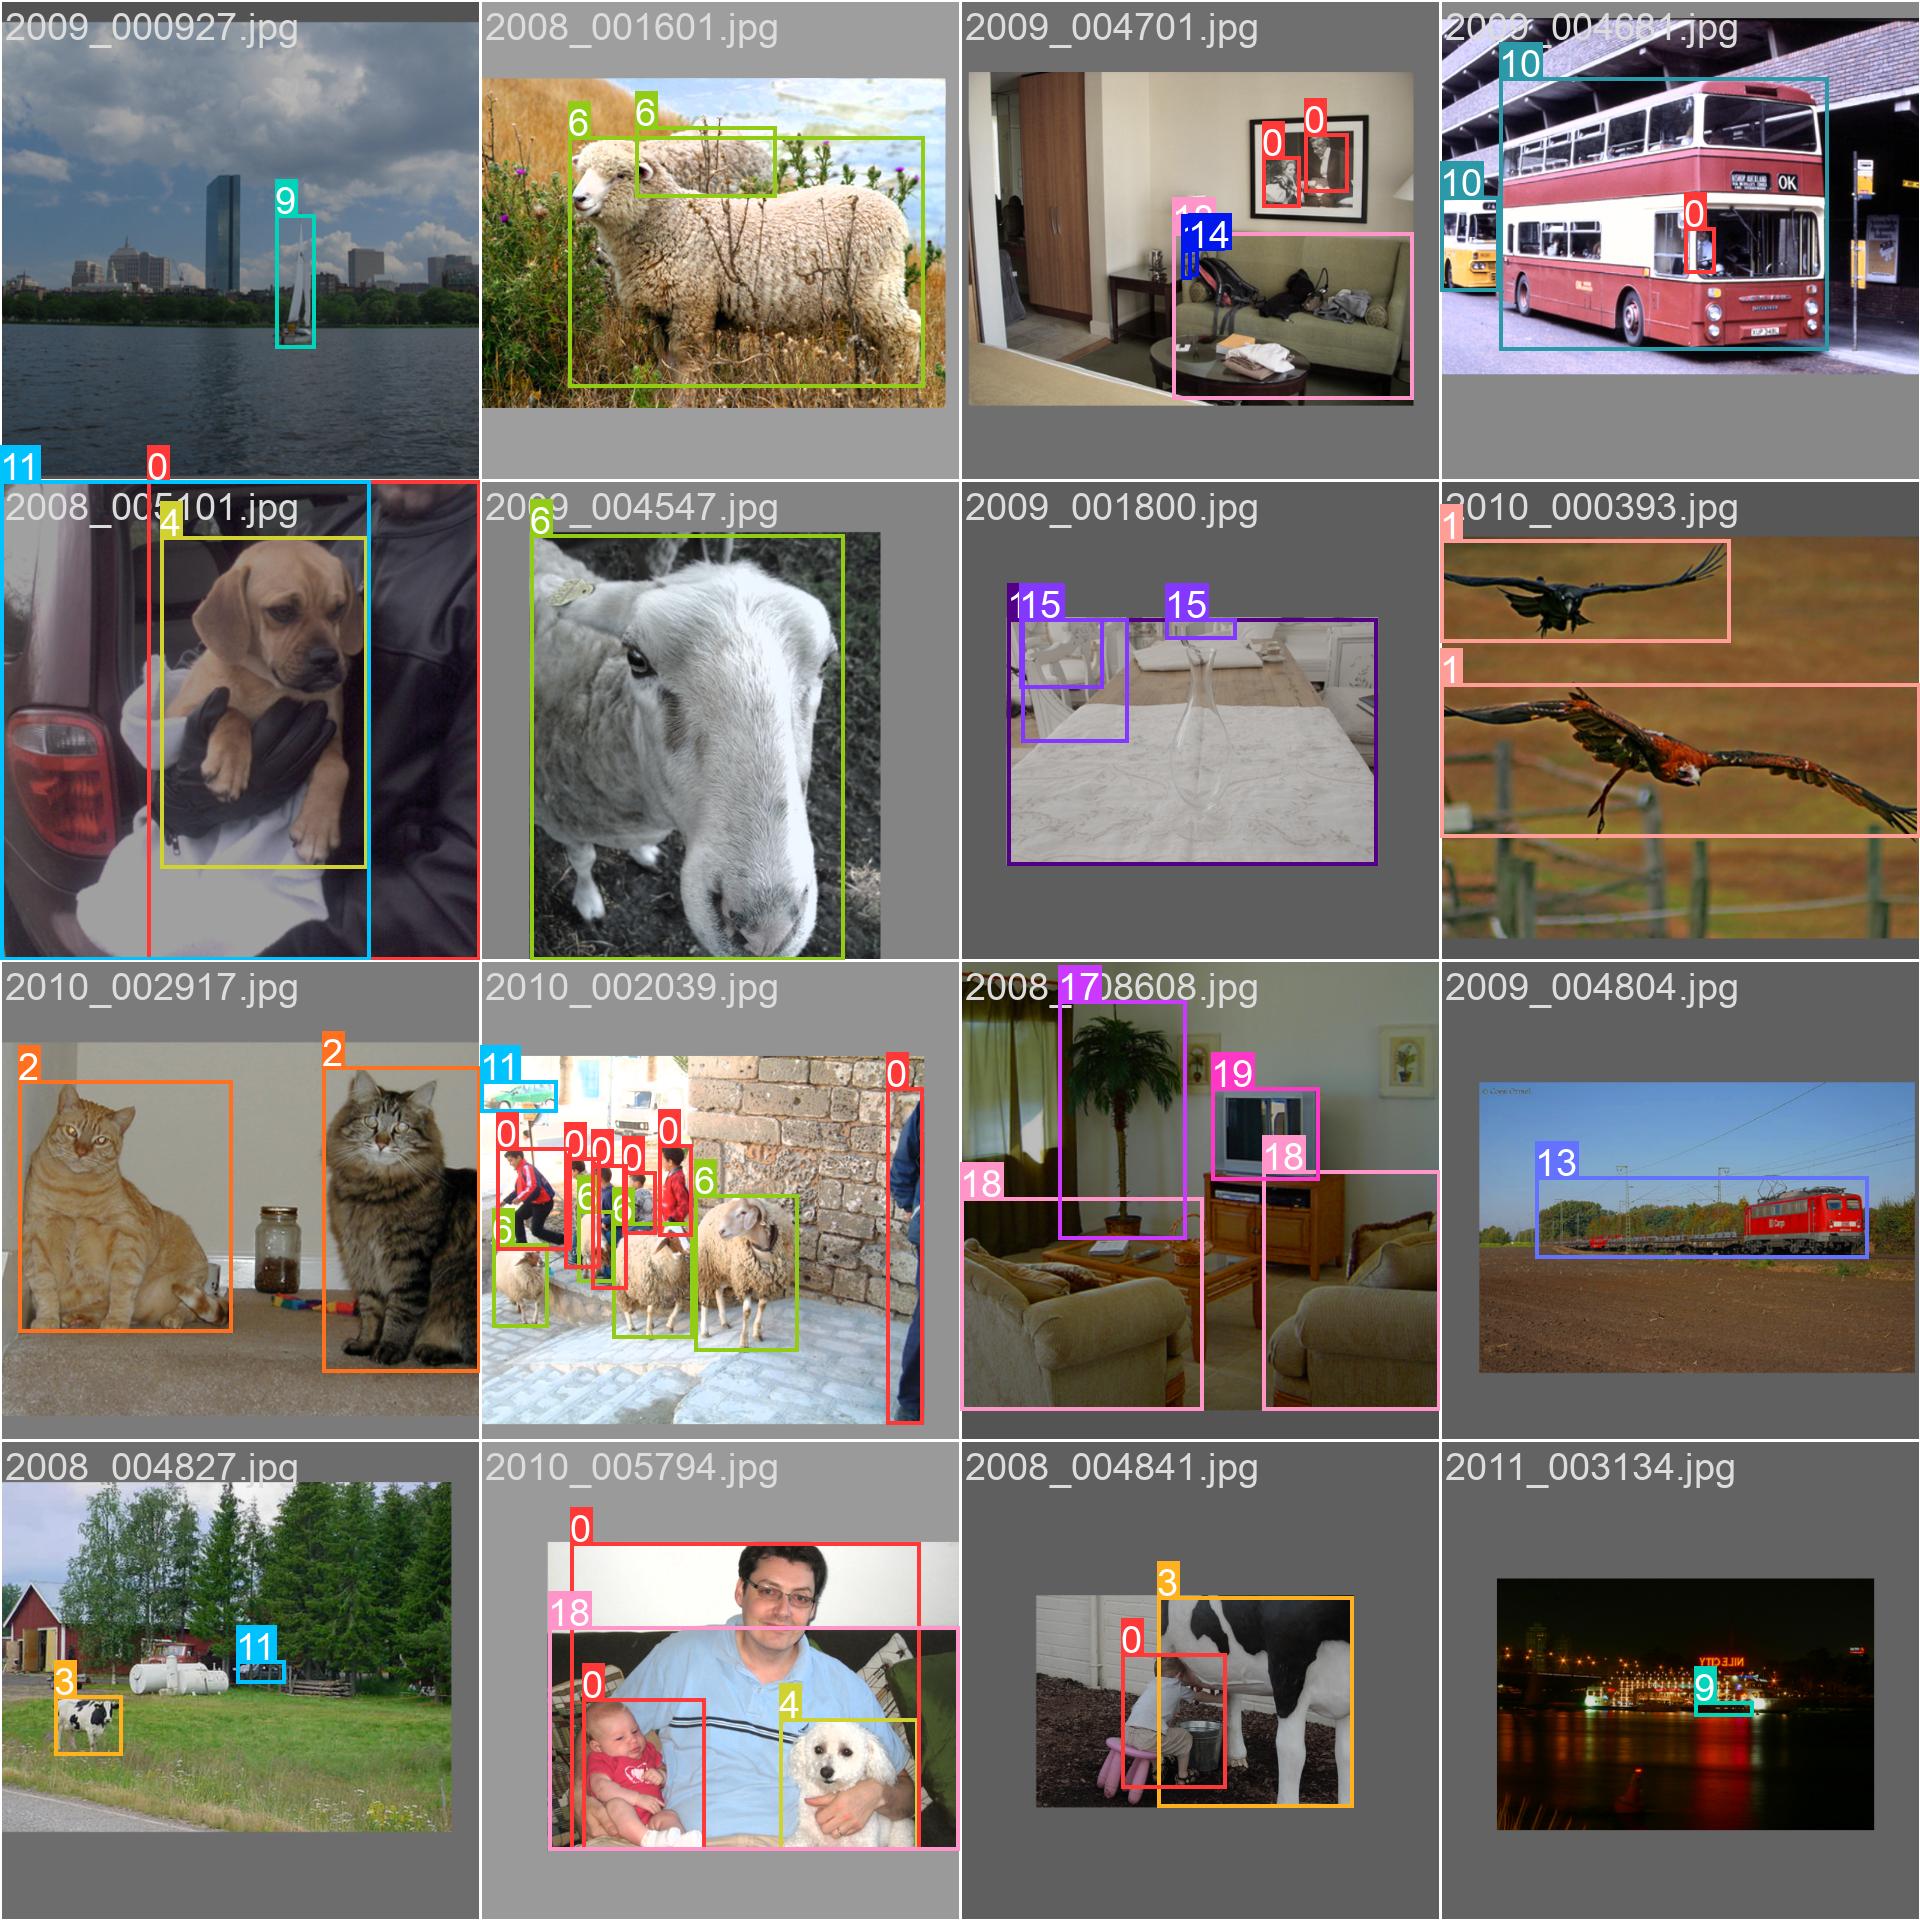 2009_000927.jpg
2008_001601.jpg
2009_004701.jpg
2009_004681.jpg
9
6
6
0
0
14
10
10
0
OK
11
0
2008_005101.jpg
4
2009_004547.jpg
6
2009_001800.jpg
15
15
2010_000393.jpg
1
1
2010_002917.jpg
2
2
2010_002039.jpg
11
0
0
0
0
0
0
6
6
6
6
2008_008608.jpg
17
19
18
18
2009_004804.jpg
13
2008_004827.jpg
11
3
2010_005794.jpg
0
18
0
4
2008_004841.jpg
3
0
2011_003134.jpg
NILE CITY
9